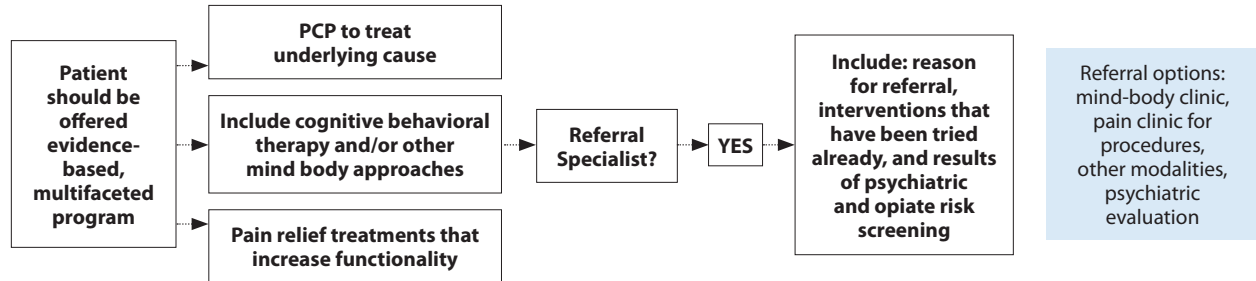 Patient
should be
offered
evidence-
based,
multifaceted
program
PCP to treat
underlying cause
Include cognitive behavioral
therapy and/or other
mind body approaches
Pain relief treatments that
increase functionality
Referral
Specialist?
YES
Include: reason
for referral,
interventions that
have been tried
already, and results
of psychiatric
and opiate risk
screening
Referral options:
mind-body clinic,
pain clinic for
procedures,
other modalities,
psychiatric
evaluation